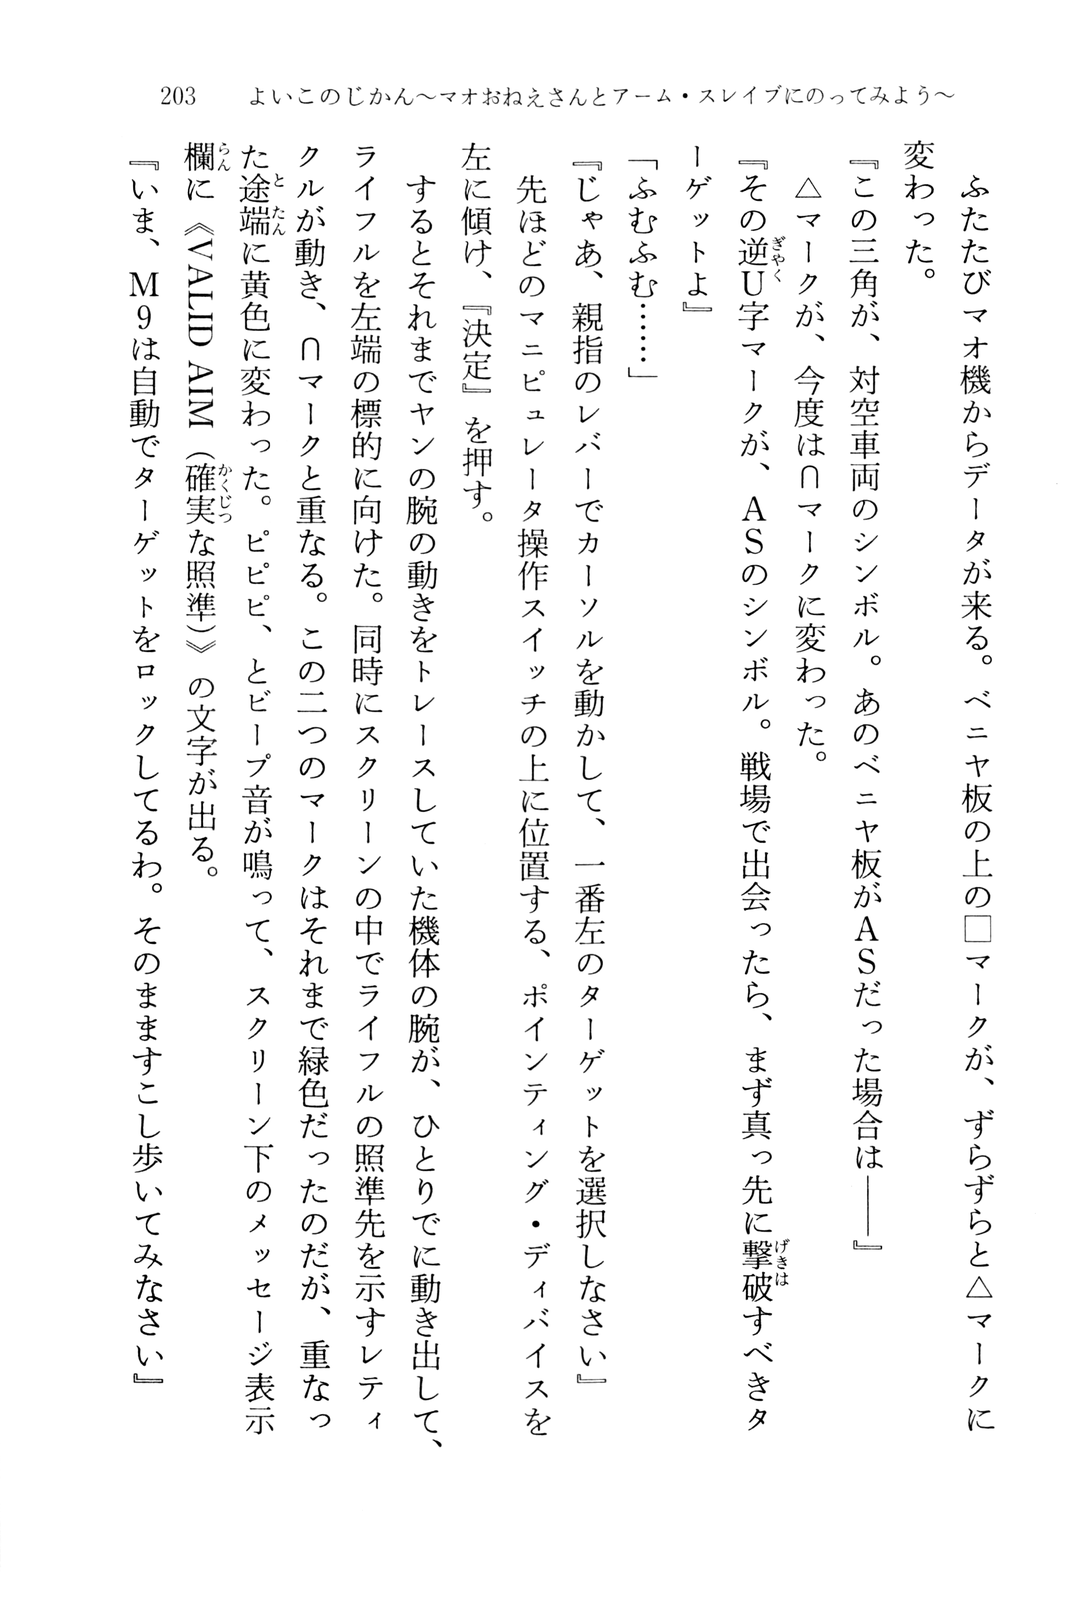 203　よいこのじかん～マオおねえさんとアーム・スレイブにのってみよう～
　ふたたびマオ機からデータが来る。ベニヤ板の上の□マークが、ずらずらと△マークに
変わった。
『この三角が、対空車両のシンボル。あのベニヤ板がＡＳだった場合は――』
　△マークが、今度は∩マークに変わった。
『その逆Ｕ字マークが、ＡＳのシンボル。戦場で出会ったら、まず真っ先に撃破すべきタ
ーゲットよ』
「ふむふむ……」
『じゃあ、親指のレバーでカーソルを動かして、一番左のターゲットを選択しなさい』
　先ほどのマニピュレータ操作スイッチの上に位置する、ポインティング・ディバイスを
左に傾け、『決定』を押す。
　するとそれまでヤンの腕の動きをトレースしていた機体の腕が、ひとりでに動き出して、
ライフルを左端の標的に向けた。同時にスクリーンの中でライフルの照準先を示すレティ
クルが動き、∩マークと重なる。この二つのマークはそれまで緑色だったのだが、重なっ
た途端に黄色に変わった。ピピピ、とビープ音が鳴って、スクリーン下のメッセージ表示
欄に《VALID AIM（確実な照準）》の文字が出る。
『いま、Ｍ９は自動でターゲットをロックしてるわ。そのまますこし歩いてみなさい』